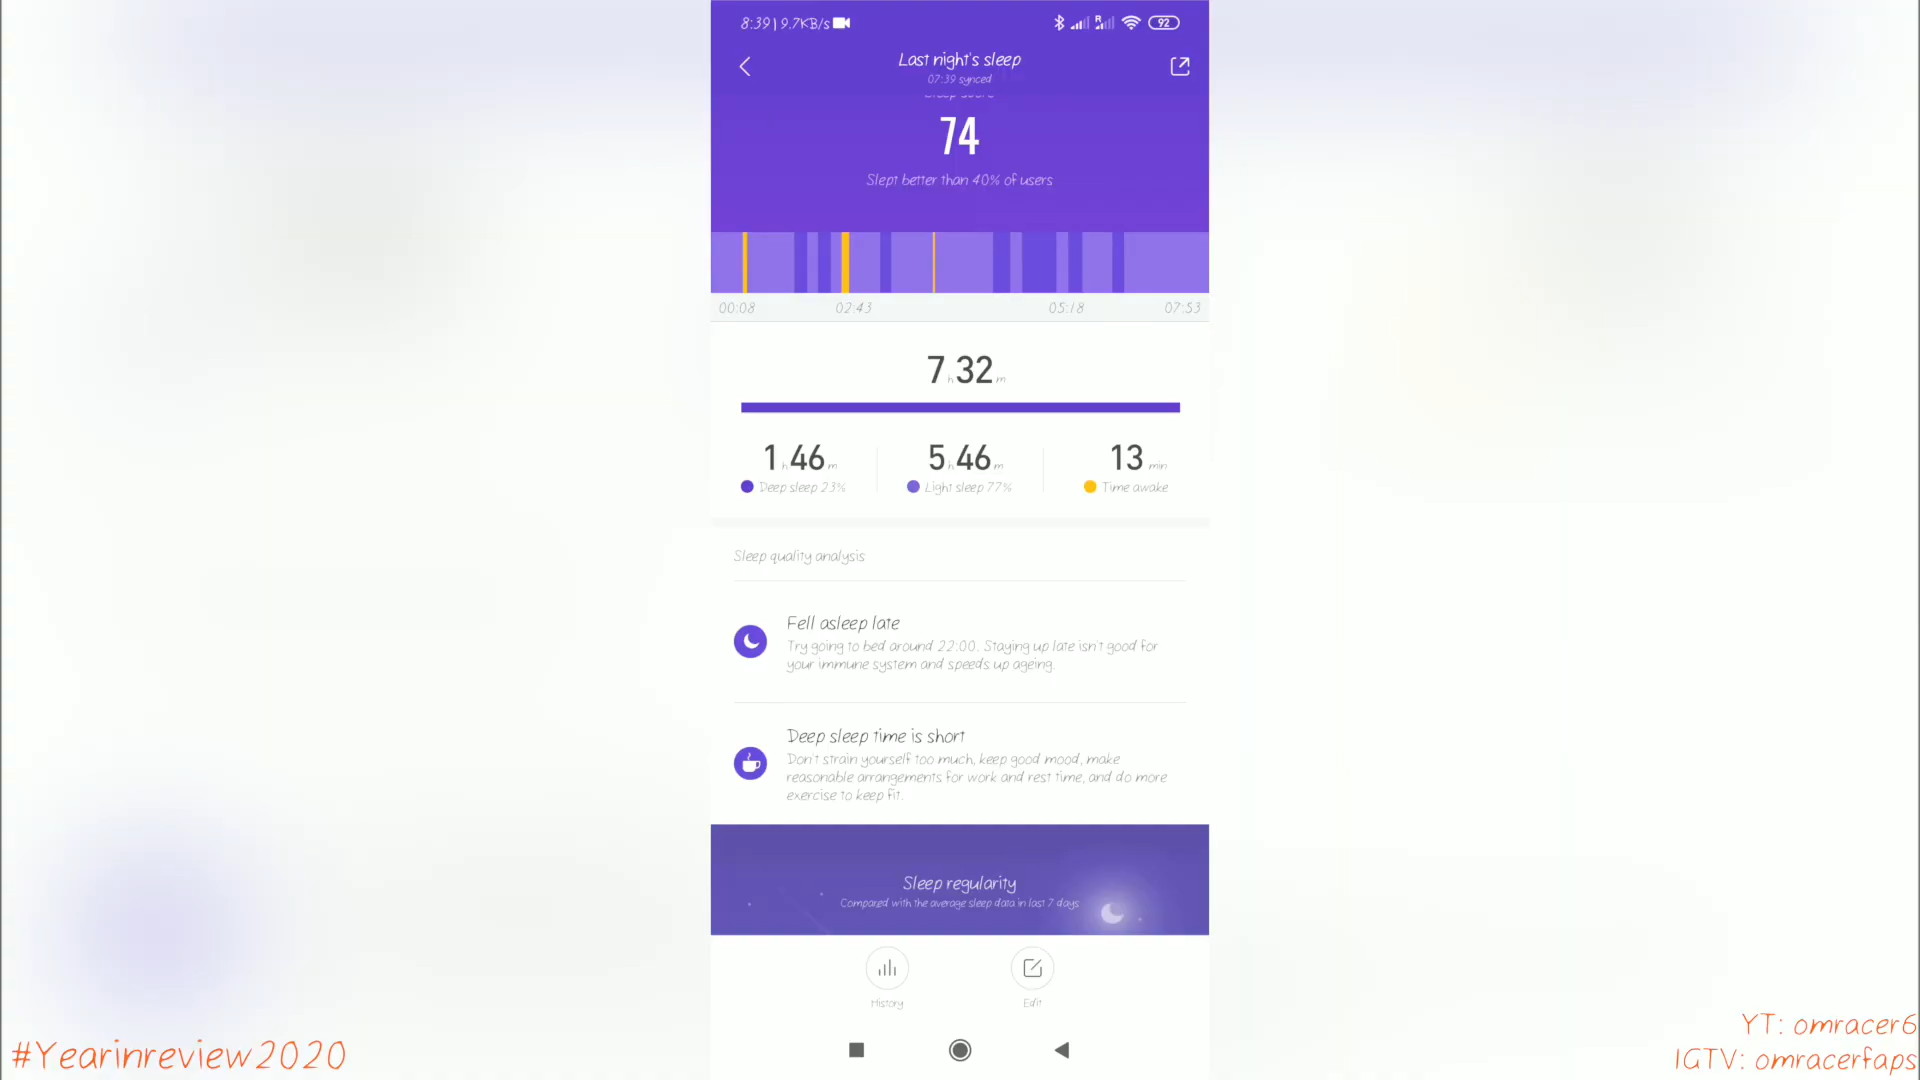 8:39 | 9.7KB/s
R
92
Last night's sleep
07:39 synced
74
Slept better than 40% of users
00:08 02:43 05:18 07:53
7 h 32 m
1 h 46 m 5 h 46 m 13 min
Deep sleep 23% Light sleep 77% Time awake
Sleep quality analysis
Fell asleep late
Try going to bed around 22:00. Staying up late isn't good for
your immune system and speeds up ageing.
Deep sleep time is short
Don't strain yourself too much, keep good mood, make
reasonable arrangements for work and rest time, and do more
exercise to keep fit.
Sleep regularity
Compared with the average sleep data in last 7 days
History Edit
#Yearinreview2020
YT: omracer6
IGTV: omracerfaps